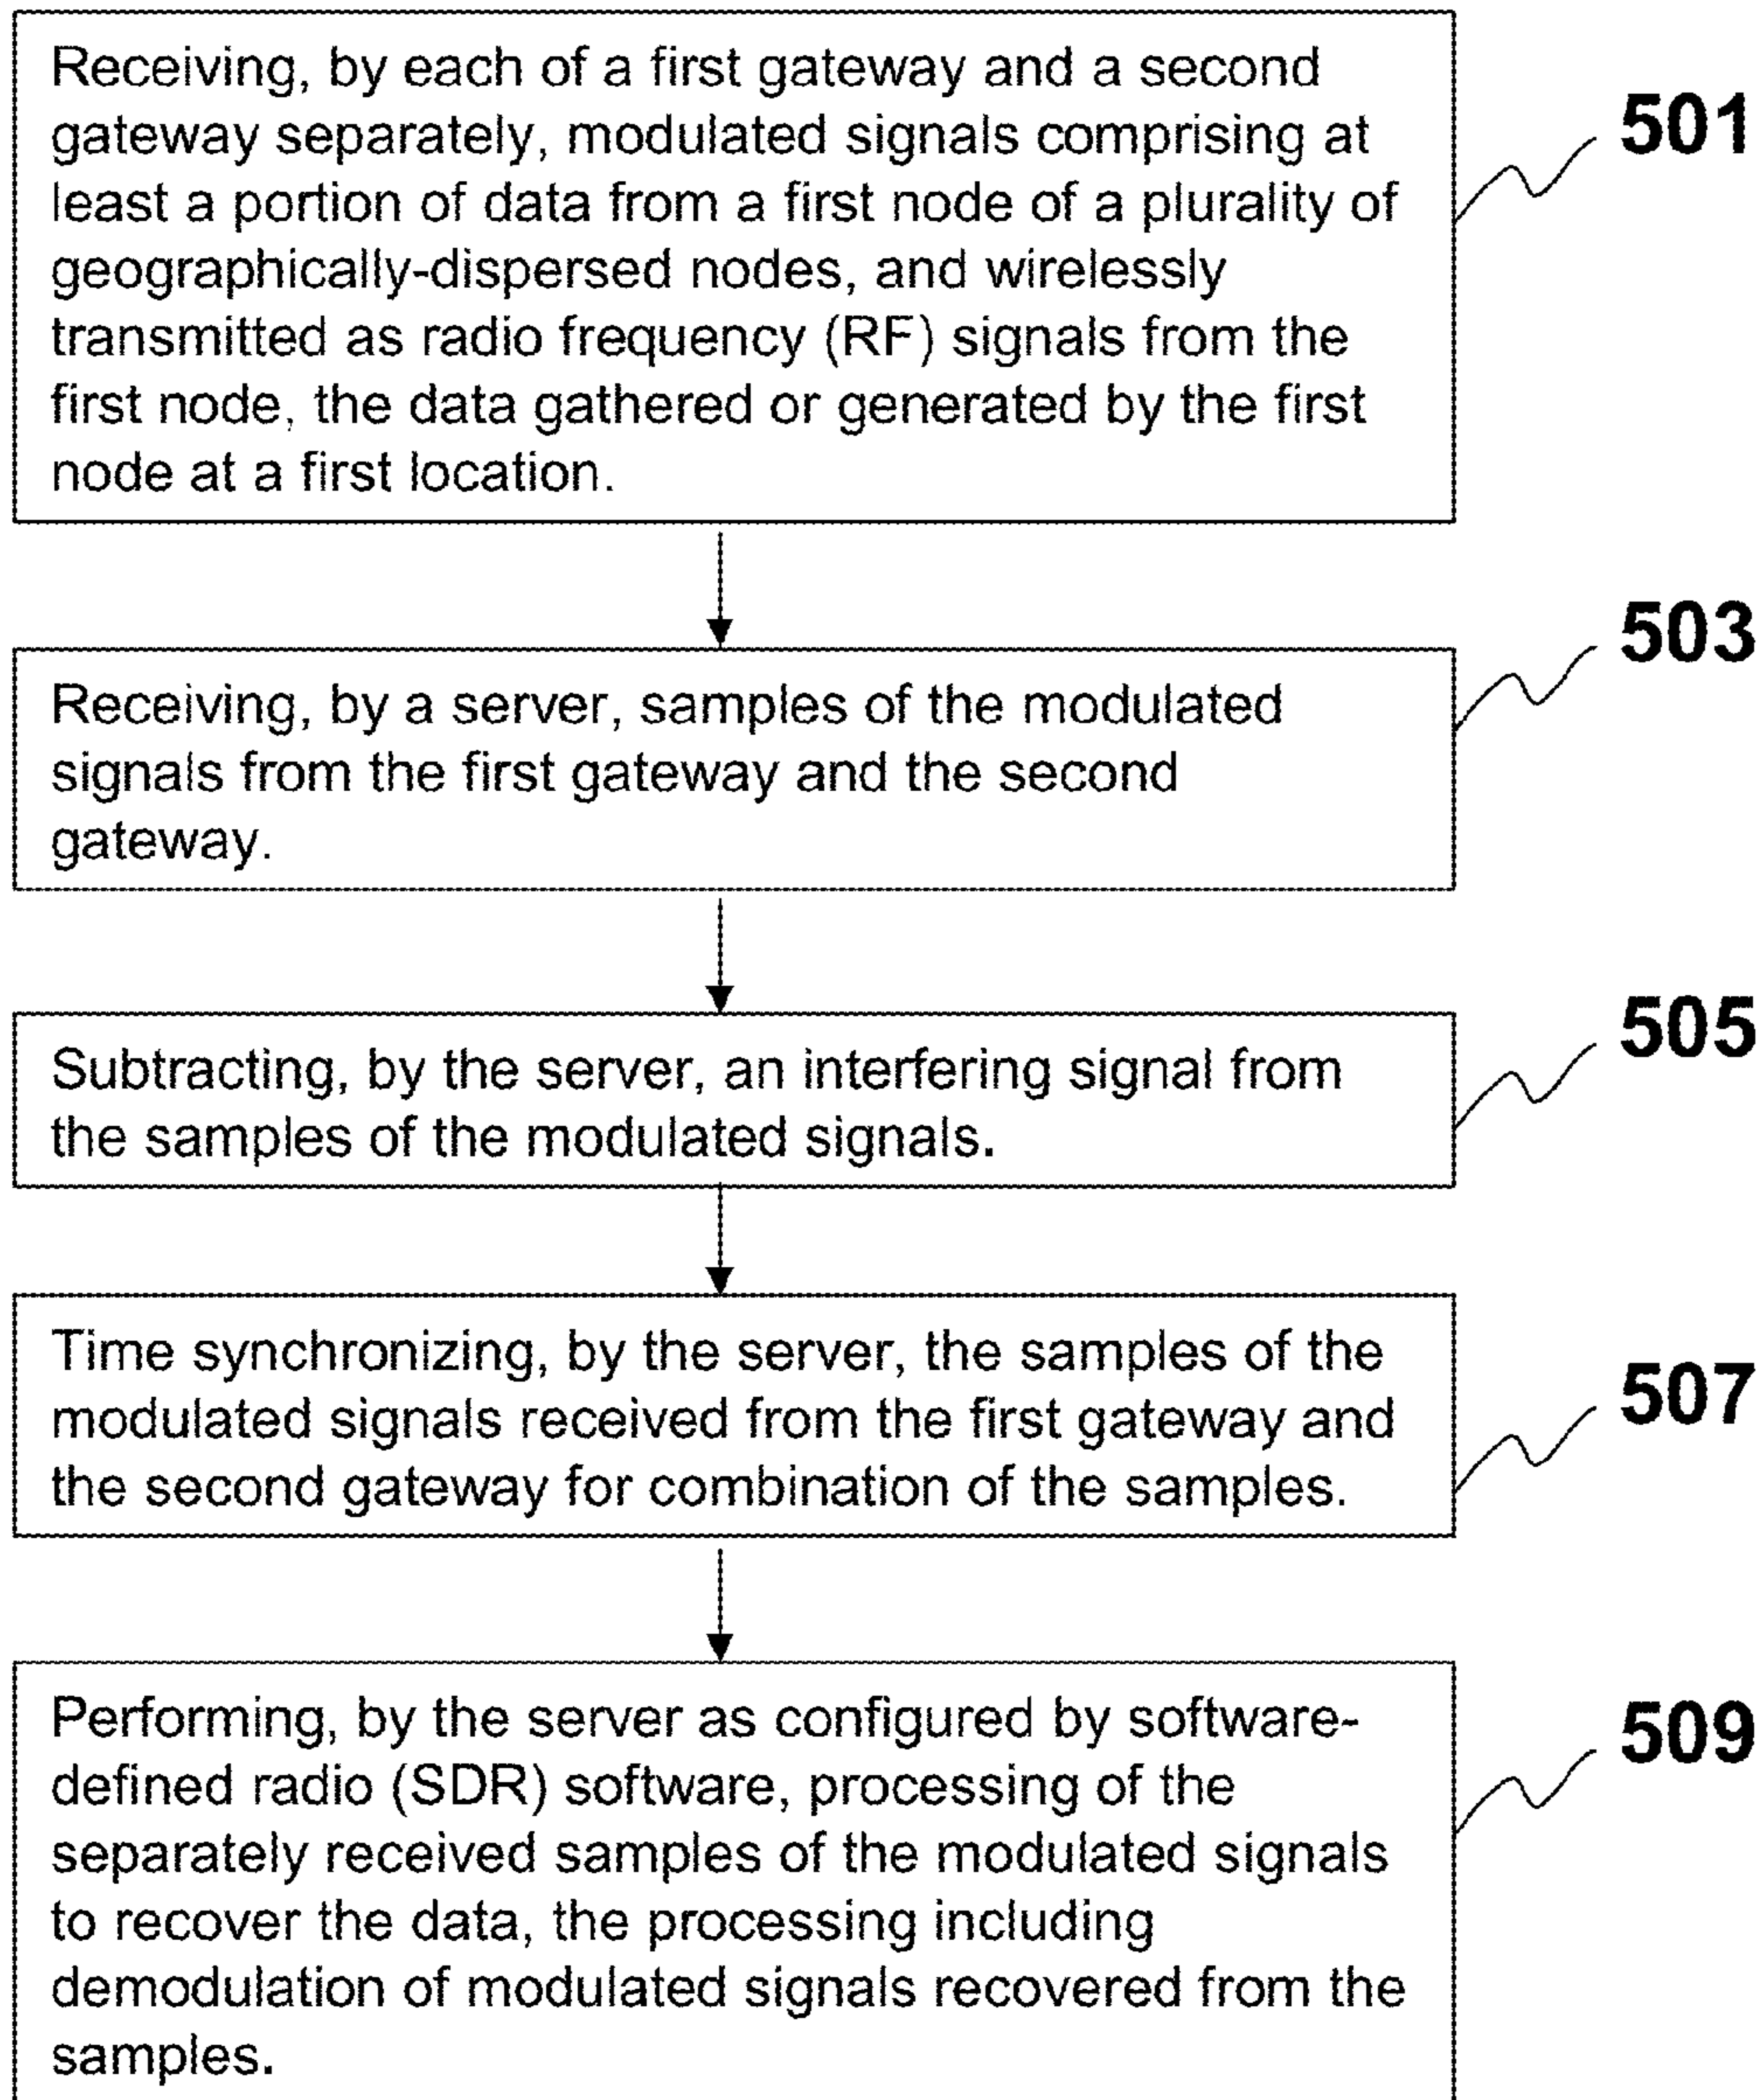 Receiving, by each of a first gateway and a second
gateway separately, modulated signals comprising at
least a portion of data from a first node of a plurality of
geographically-dispersed nodes, and wirelessly
transmitted as radio frequency (RF) signals from the
first node, the data gathered or generated by the first
node at a first location.
501
Receiving, by a server, samples of the modulated
signals from the first gateway and the second
gateway.
503
Subtracting, by the server, an interfering signal from
the samples of the modulated signals.
505
Time synchronizing, by the server, the samples of the
modulated signals received from the first gateway and
the second gateway for combination of the samples.
507
Performing, by the server as configured by software-
defined radio (SDR) software, processing of the
separately received samples of the modulated signals
to recover the data, the processing including
demodulation of modulated signals recovered from the
samples.
509